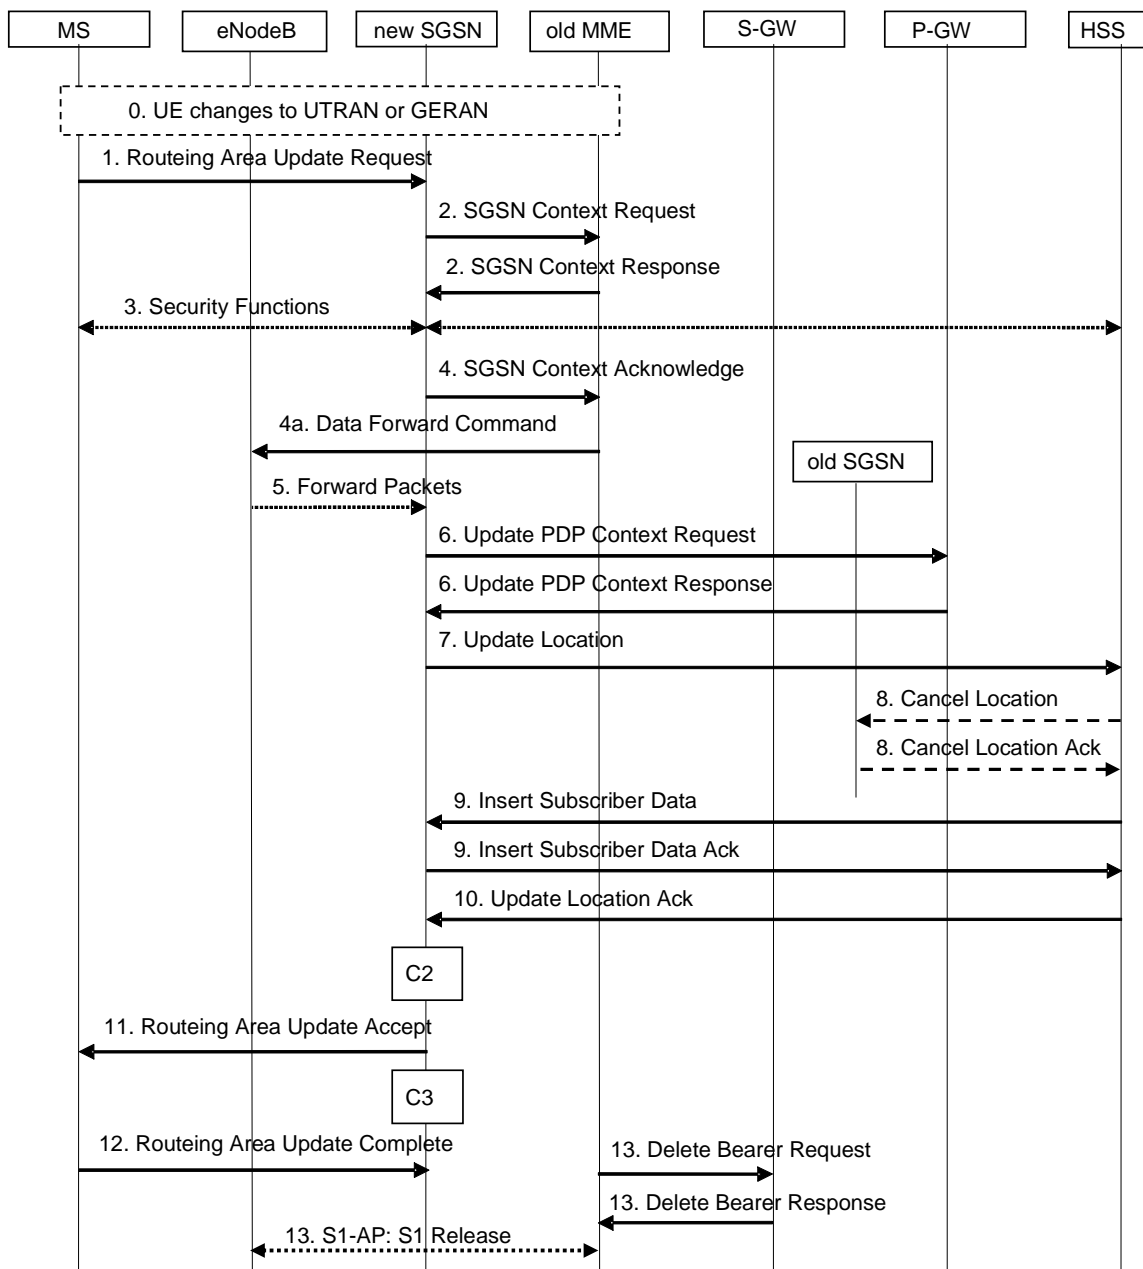 MS
eNodeB
new SGSN
old MME
S-GW
P-GW
HSS
0. UE changes to UTRAN or GERAN
1. Routeing Area Update Request
2. SGSN Context Request
2. SGSN Context Response
3. Security Functions
4. SGSN Context Acknowledge
4a. Data Forward Command
old SGSN
5. Forward Packets
6. Update PDP Context Request
6. Update PDP Context Response
7. Update Location
8. Cancel Location
8. Cancel Location Ack
9. Insert Subscriber Data
9. Insert Subscriber Data Ack
10. Update Location Ack
C2
11. Routeing Area Update Accept
C3
12. Routeing Area Update Complete
13. Delete Bearer Request
13. Delete Bearer Response
13. S1-AP: S1 Release